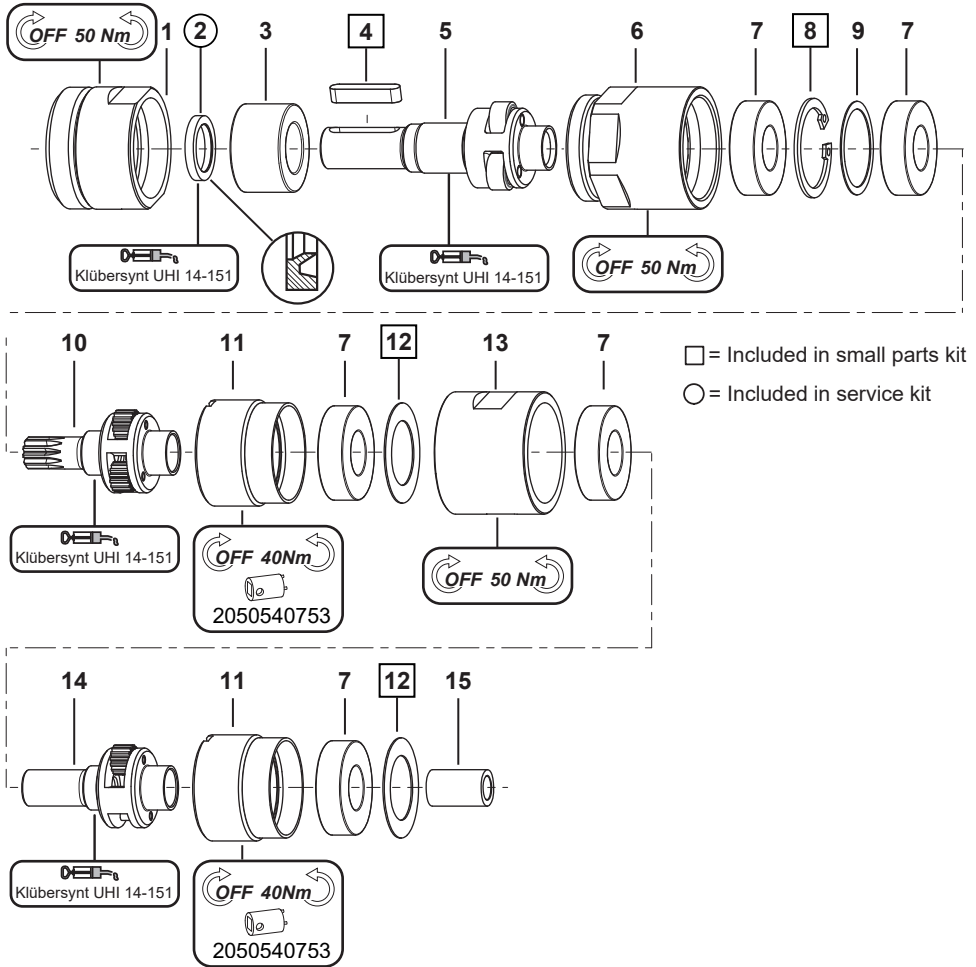 OFF 50 Nm
1 2 3 4 5 6 7 8 9 7
Klübersynt UHI 14-151
Klübersynt UHI 14-151
OFF 50 Nm
10 11 7 12 13 7
= Included in small parts kit
= Included in service kit
Klübersynt UHI 14-151
OFF 40Nm
2050540753
OFF 50 Nm
14 11 7 12 15
Klübersynt UHI 14-151
OFF 40Nm
2050540753